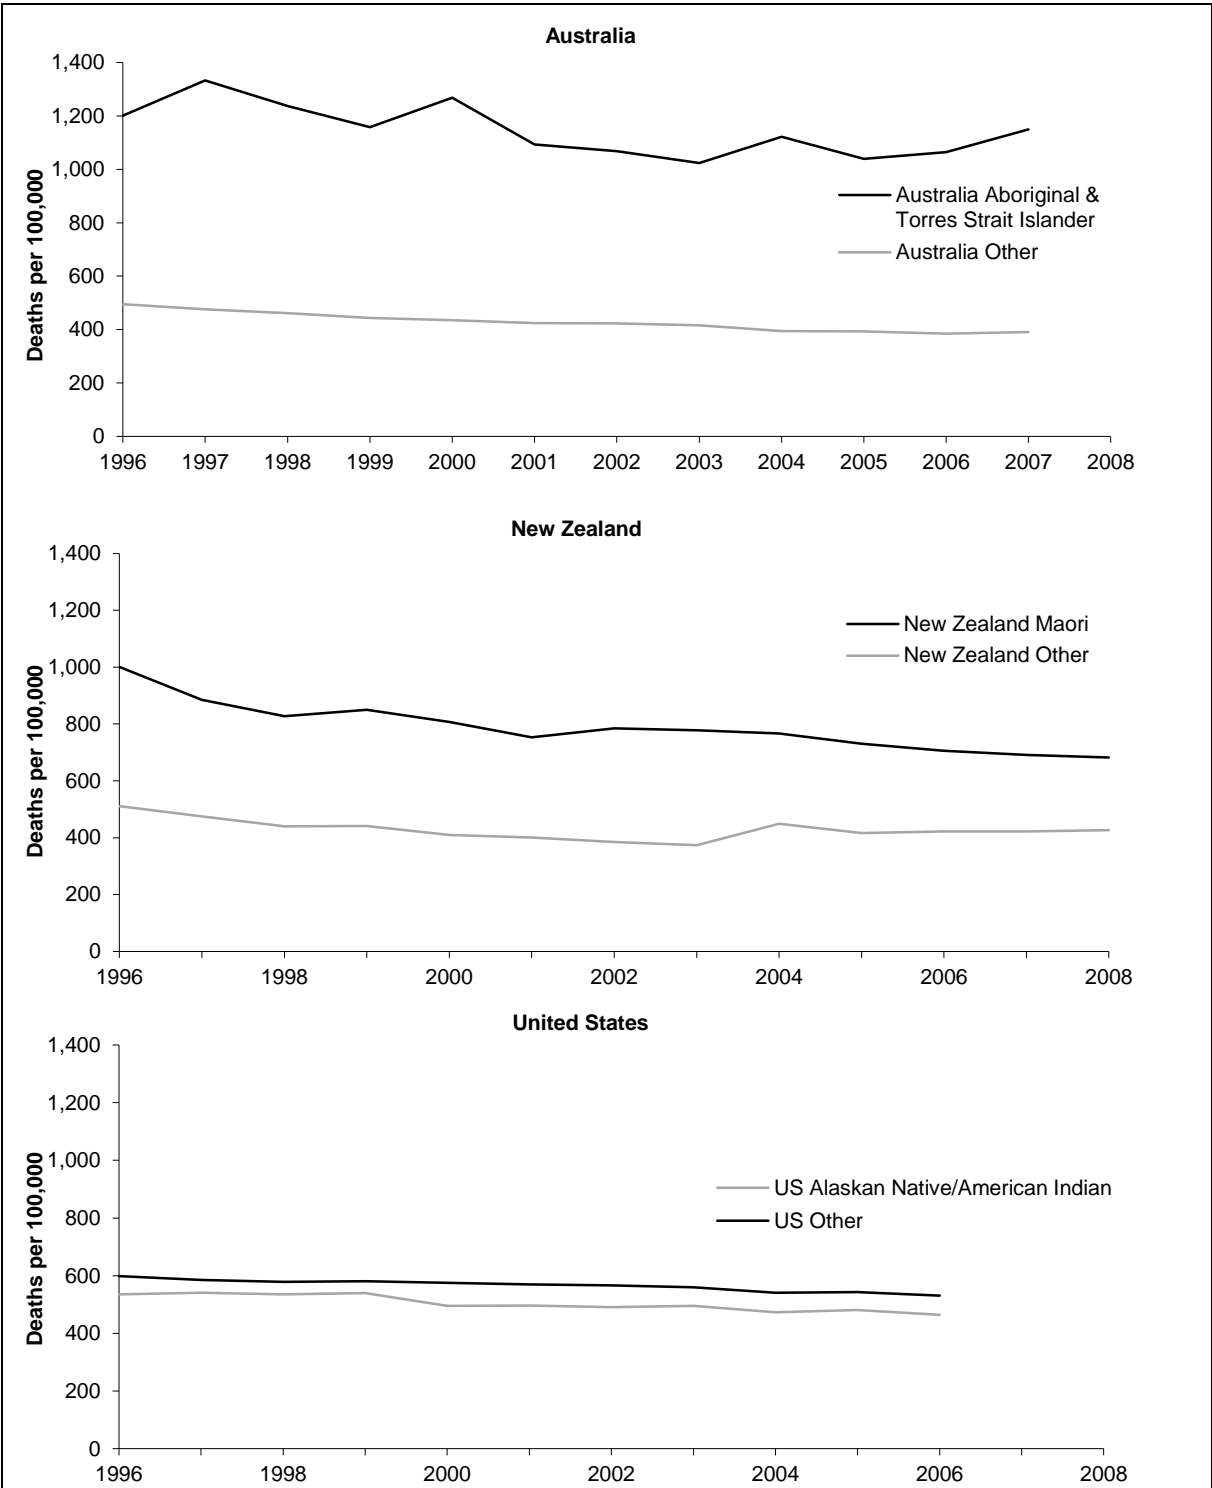 Australia
1,400
1,200
1,000
800
600
400
200
0
Deaths per 100,000
Australia Aboriginal &
Torres Strait Islander
Australia Other
1996 1997 1998 1999 2000 2001 2002 2003 2004 2005 2006 2007 2008
New Zealand
1,400
1,200
1,000
800
600
400
200
0
Deaths per 100,000
New Zealand Maori
New Zealand Other
1996 1998 2000 2002 2004 2006 2008
United States
1,400
1,200
1,000
800
600
400
200
0
Deaths per 100,000
US Alaskan Native/American Indian
US Other
1996 1998 2000 2002 2004 2006 2008